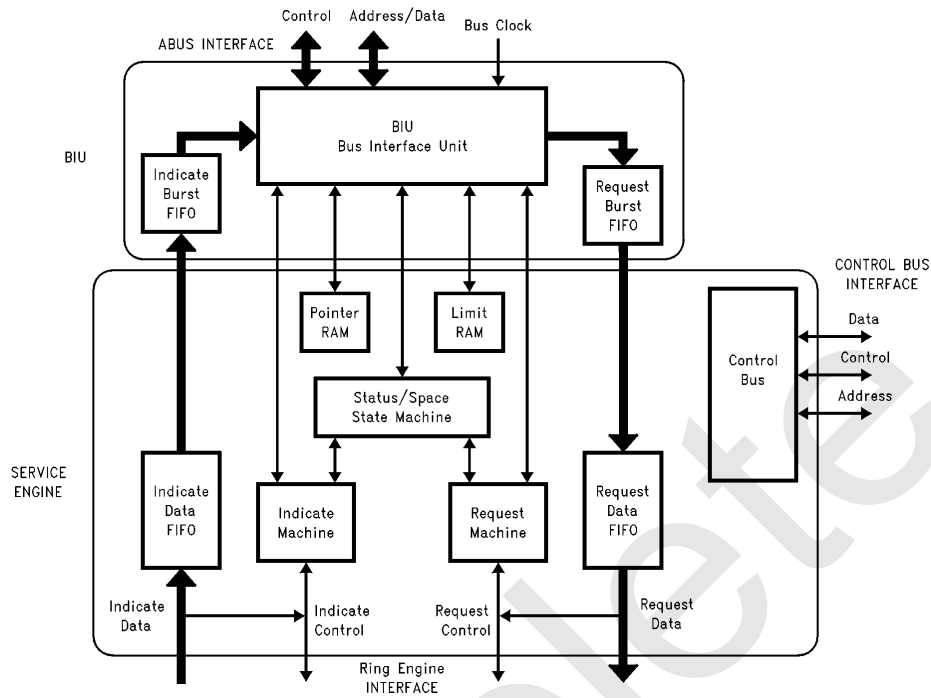 Control
Address/Data
Bus Clock
ABUS INTERFACE
BIU
BIU
Bus Interface Unit
Indicate
Burst
FIFO
Request
Burst
FIFO
CONTROL BUS
INTERFACE
Pointer
RAM
Limit
RAM
Control
Bus
Data
Control
Address
Status/Space
State Machine
SERVICE
ENGINE
Indicate
Data
FIFO
Indicate
Machine
Request
Machine
Request
Data
FIFO
Indicate
Data
Indicate
Control
Request
Control
Request
Data
Ring Engine
INTERFACE